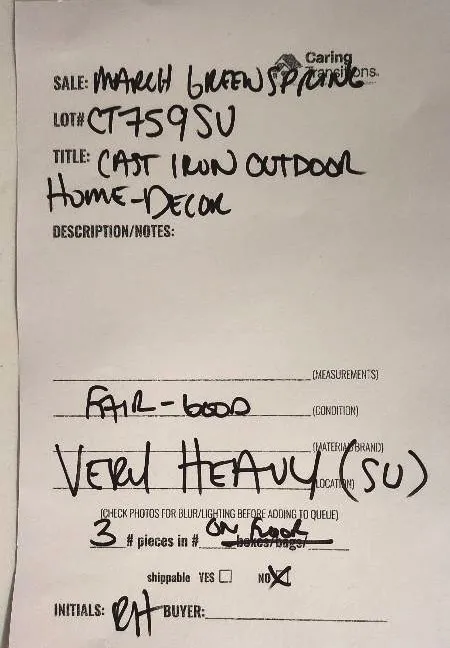 Caring
Transitions.
SALE: MARCH GREENSPRING
LOT# CT759SU
TITLE: CAST IRON OUTDOOR
HOME-DECOR
DESCRIPTION/NOTES:
(MEASUREMENTS)
FAIR-GOOD (CONDITION)
(MATERIAL/BRAND)
VERY HEAVY (SU)
(LOCATION)
(CHECK PHOTOS FOR BLUR/LIGHTING BEFORE ADDING TO QUEUE)
ON FLOOR
3 # pieces in # boxes/bags/
shippable YES ☐ NO ☒
INITIALS: RH BUYER: